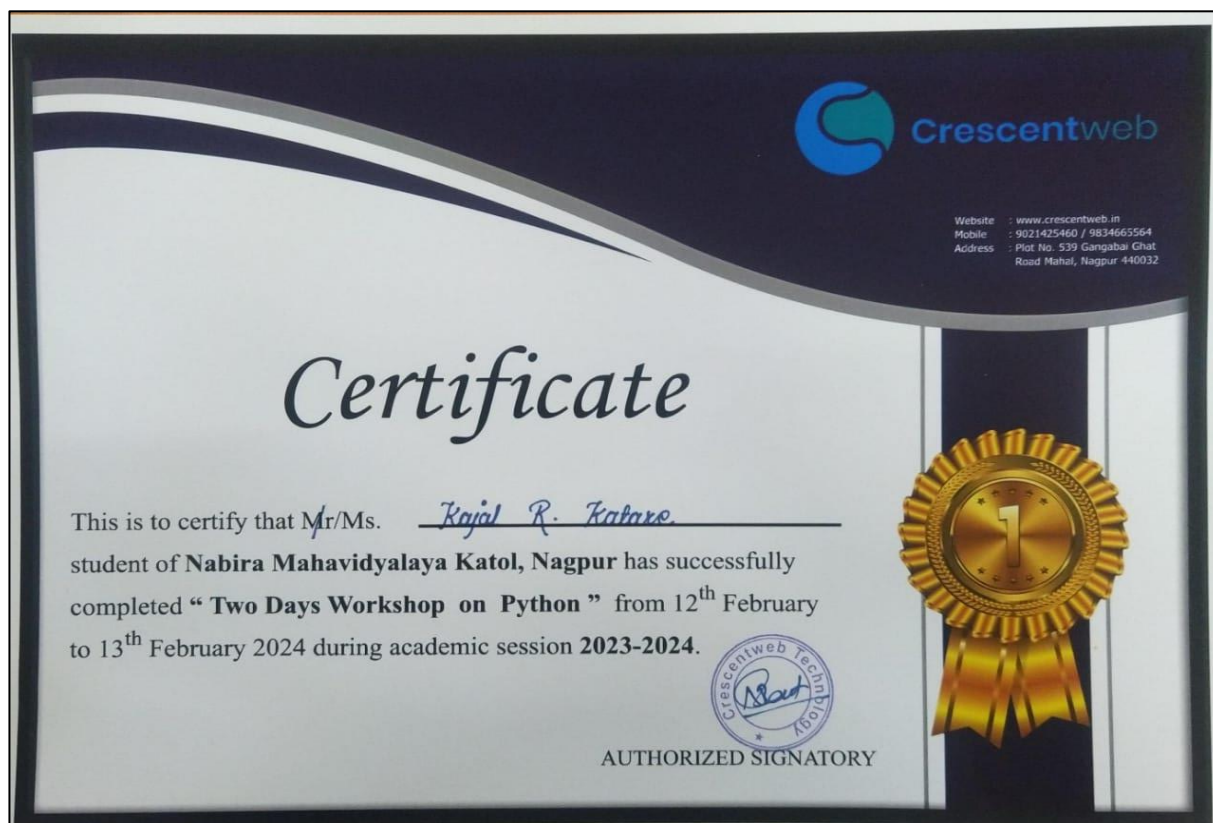 Crescentweb
Website : www.crescentweb.in
Mobile : 9021425460 / 9834665564
Address : Plot No. 539 Gangabai Ghat
Road Mahal, Nagpur 440032
Certificate
This is to certify that Mr/Ms. Kajal R.
student of Nabira Mahavidyalaya Katol, Nagpur has successfully
completed “ Two Days Workshop on Python ” from 12th February
to 13th February 2024 during academic session 2023-2024.
Crescentweb Technology
AUTHORIZED SIGNATORY
1